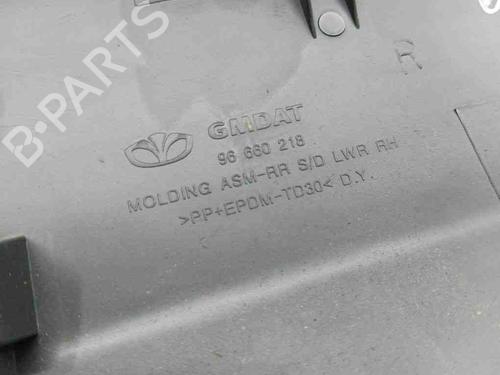 R
GMDAT
96 660 218
MOLDING ASM-RR S/D LWR RH
>PP+EPDM-TD30< D.Y.
B-PARTS